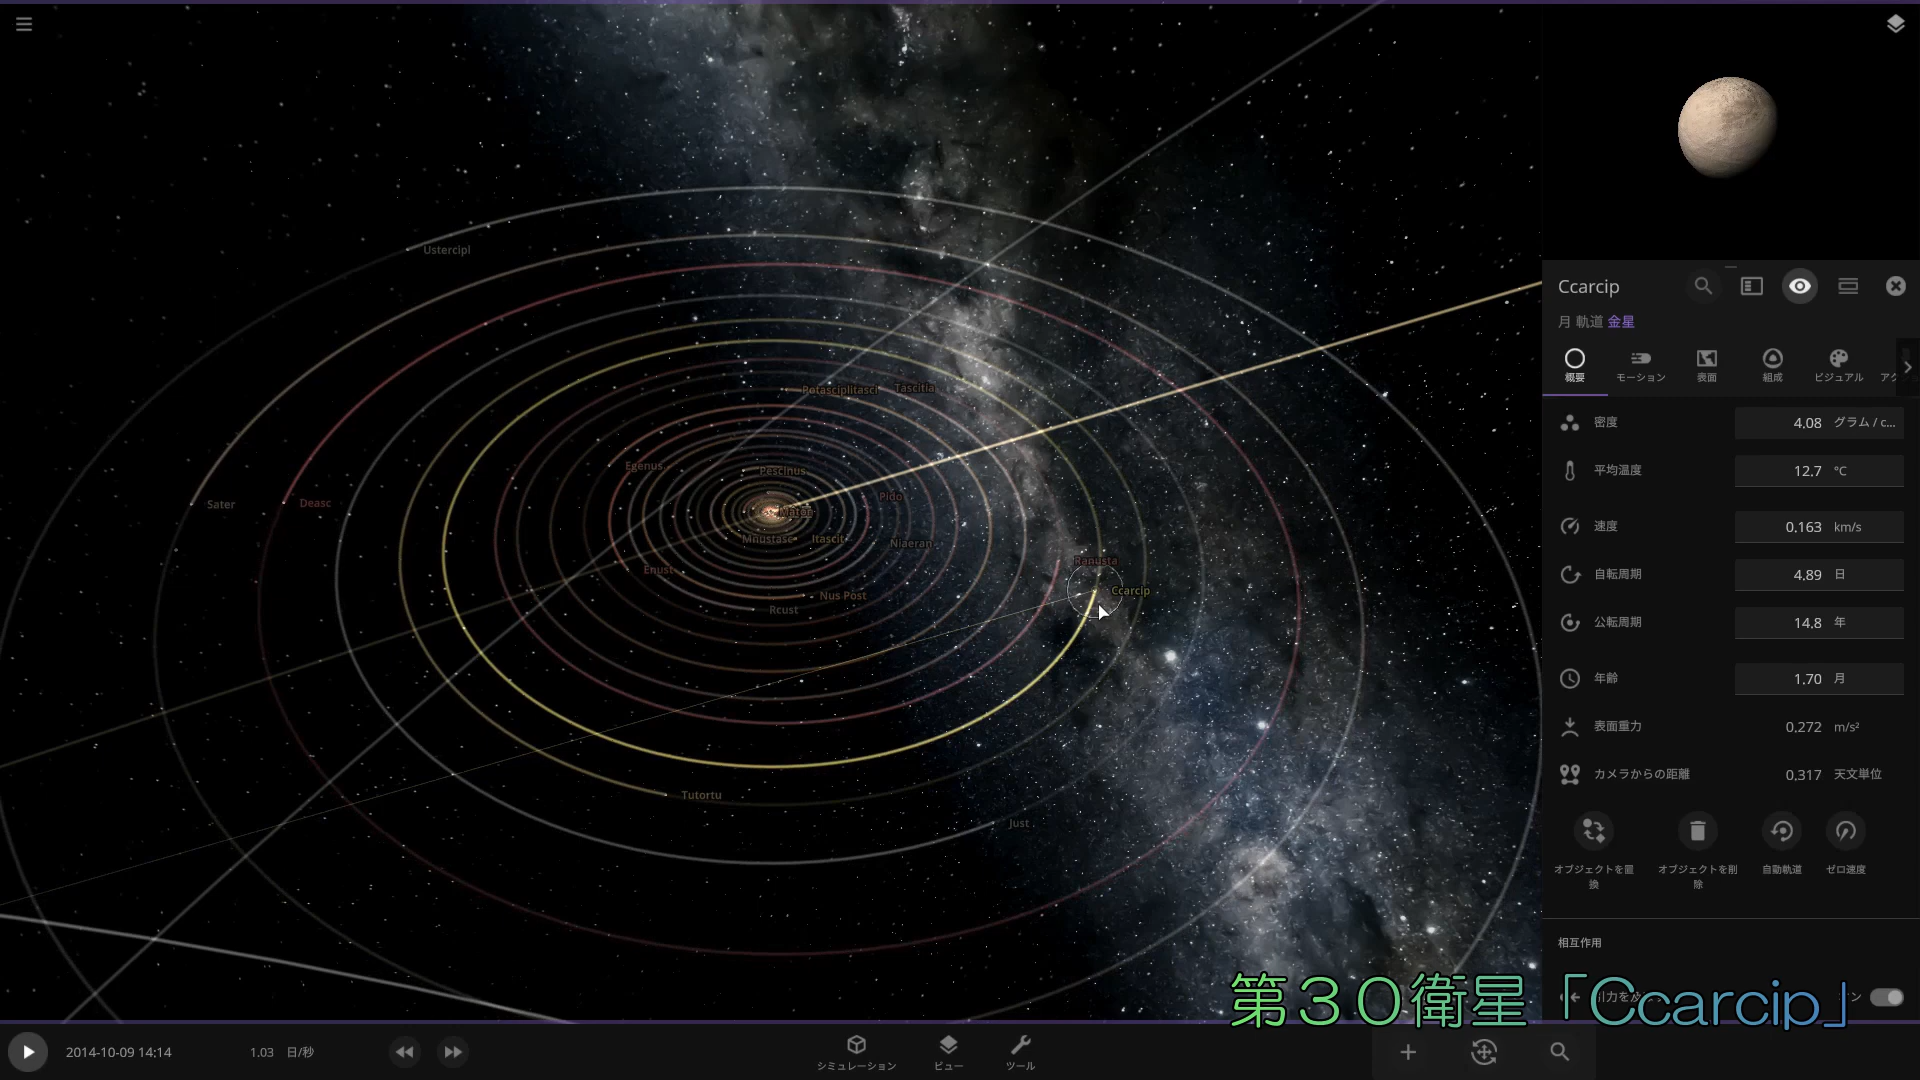 Ustercipl
Potasciplitasci
Tascitia
Egenus
Pescinus
Sater
Deasc
Pldo
Mnustasc
Itascit
Niaeran
Enust
Ranusta
Ccarcip
Nus Post
Rcust
Tutortu
Just
Ccarcip
月 軌道 金星
概要 モーション 表面 組成 ビジュアル アク
密度 4.08 グラム / c...
平均温度 12.7 °C
速度 0.163 km/s
自転周期 4.89 日
公転周期 14.8 年
年齢 1.70 月
表面重力 0.272 m/s²
カメラからの距離 0.317 天文単位
オブジェクトを置換
オブジェクトを削除
自動軌道
ゼロ速度
相互作用
第30衛星「Ccarcip」
2014-10-09 14:14
1.03 日/秒
シミュレーション
ビュー
ツール